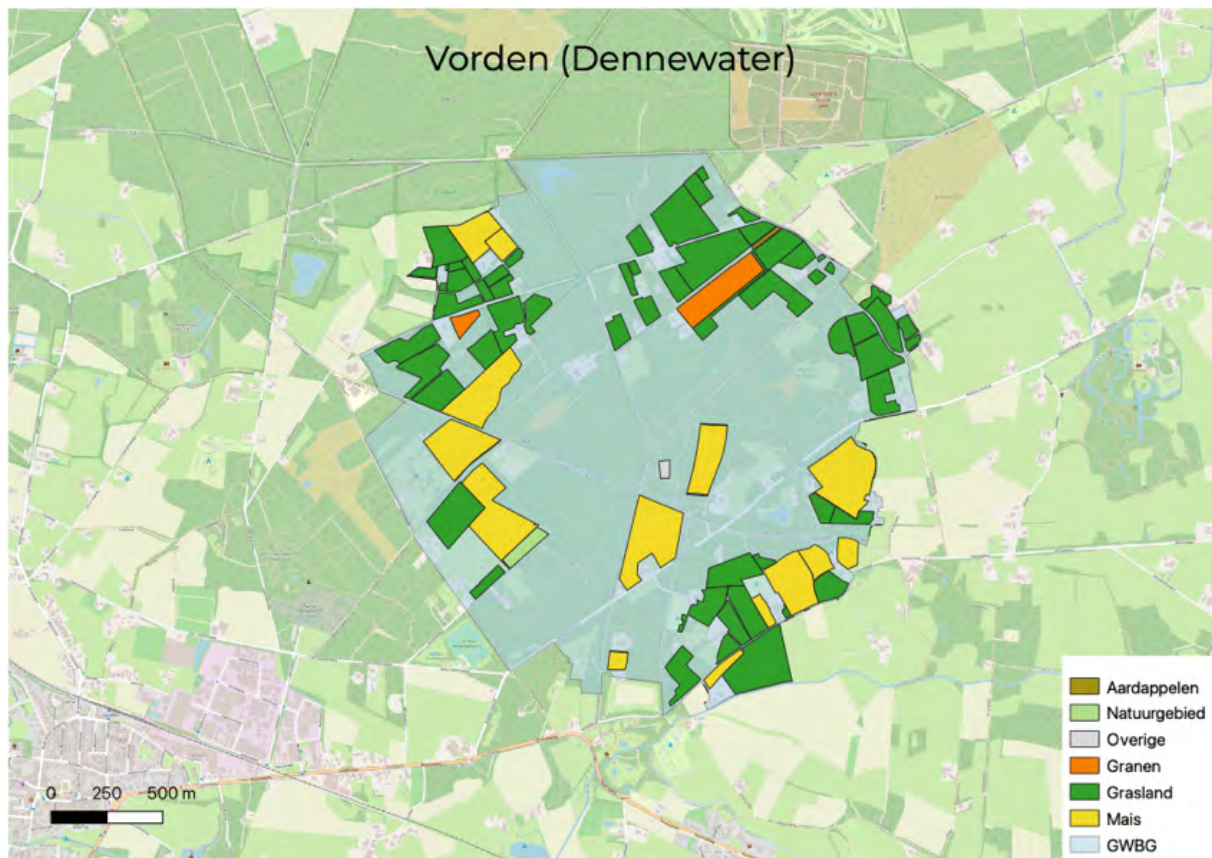 Vorden (Dennewater)
Aardappelen
Natuurgebied
Overige
Granen
Grasland
Mais
GWBG
0 250 500 m